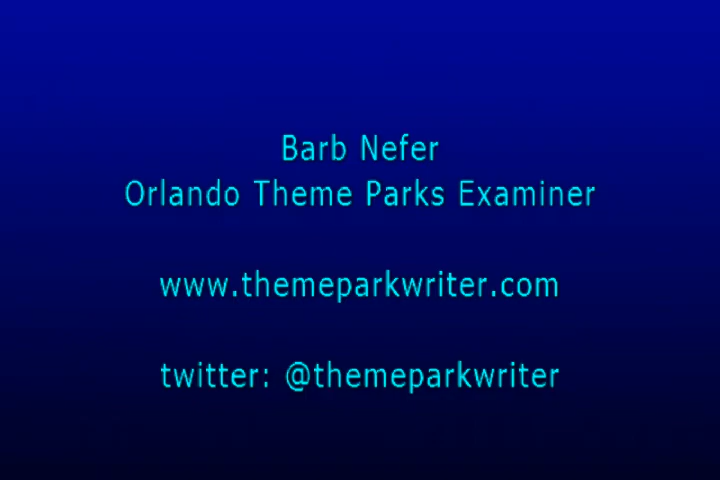 Barb Nefer
Orlando Theme Parks Examiner
www.themeparkwriter.com
twitter: @themeparkwriter